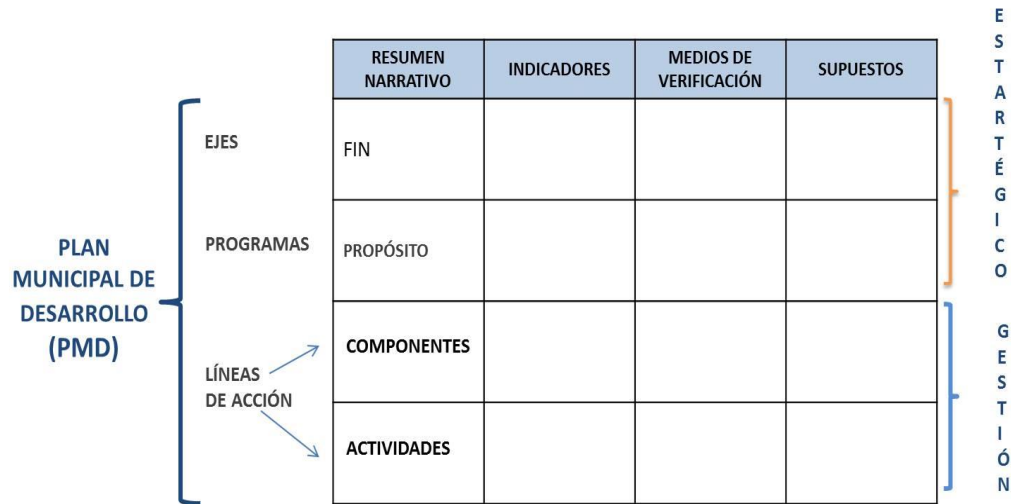 RESUMEN
NARRATIVO
INDICADORES
MEDIOS DE
VERIFICACIÓN
SUPUESTOS
PLAN
MUNICIPAL DE
DESARROLLO
(PMD)
EJES
FIN
PROGRAMAS
PROPÓSITO
LÍNEAS
DE ACCIÓN
COMPONENTES
ACTIVIDADES
E
S
T
A
R
T
É
G
I
C
O
G
E
S
T
I
Ó
N